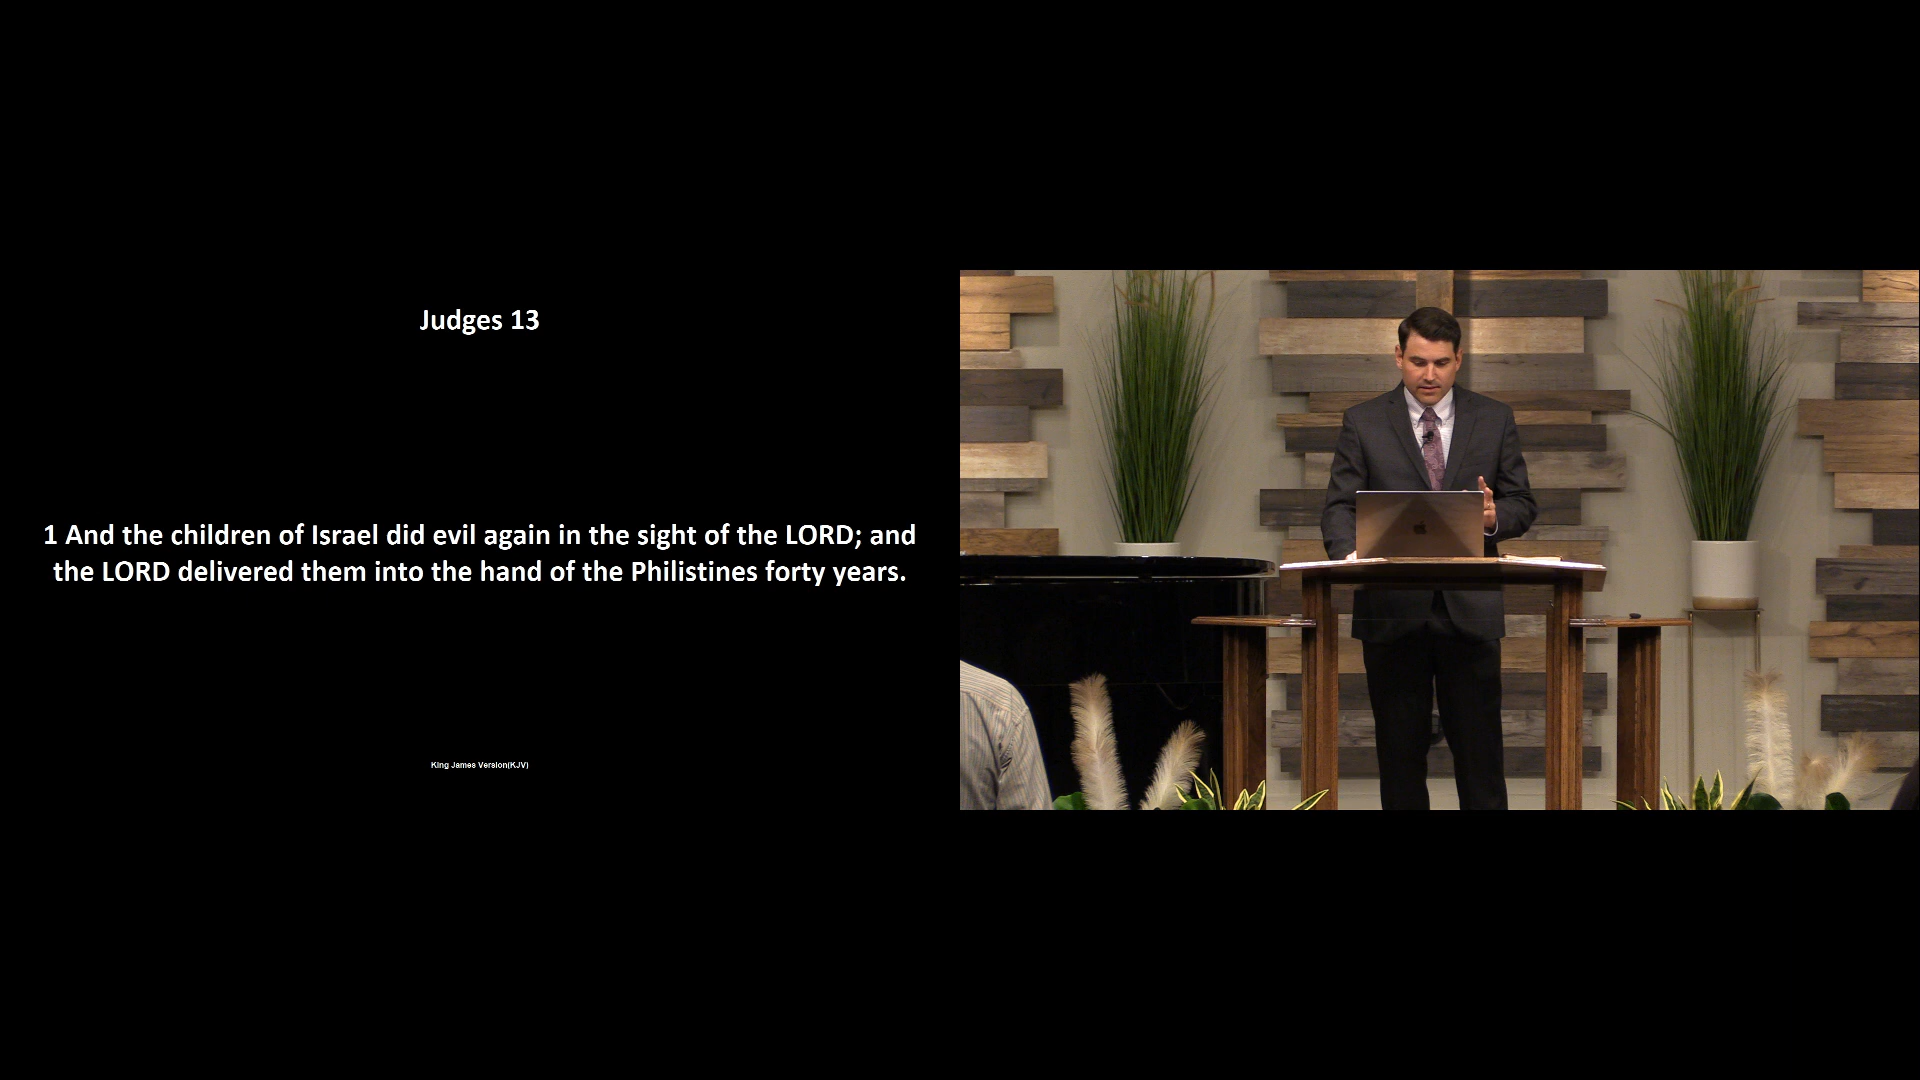 Judges 13
1 And the children of Israel did evil again in the sight of the LORD; and
the LORD delivered them into the hand of the Philistines forty years.
King James Version(KJV)